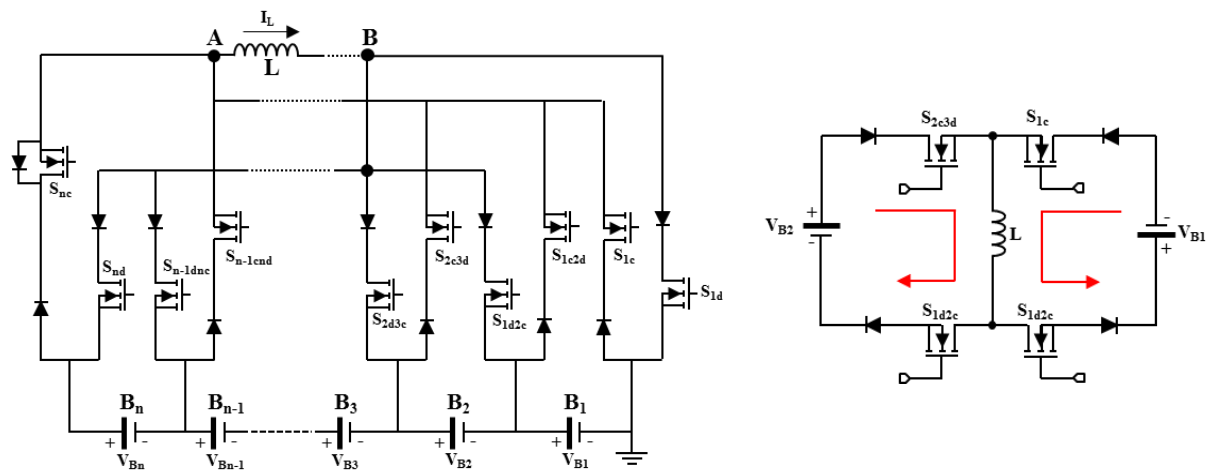 I_L
A
B
L
S_nc
S_nd
S_n-1dnc
S_n-1cnd
S_2d3c
S_2c3d
S_1d2c
S_1c2d
S_1c
S_1d
B_n
B_n-1
B_3
B_2
B_1
+ -
+ -
+ -
+ -
+ -
V_Bn
V_Bn-1
V_B3
V_B2
V_B1
S_2c3d
S_1c
V_B2
+
-
L
-
+
V_B1
S_1d2c
S_1d2c